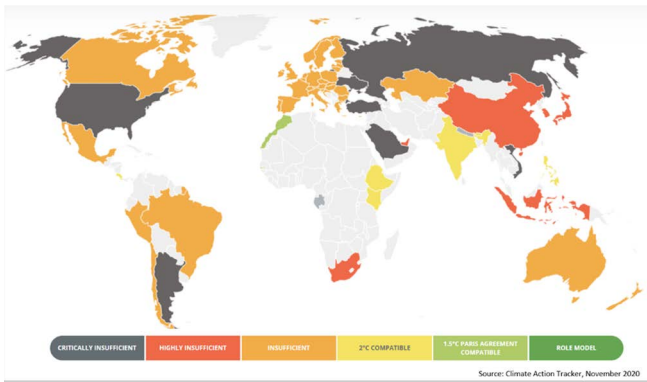 CRITICALLY INSUFFICIENT
HIGHLY INSUFFICIENT
INSUFFICIENT
2°C COMPATIBLE
1.5°C PARIS AGREEMENT
COMPATIBLE
ROLE MODEL
Source: Climate Action Tracker, November 2020